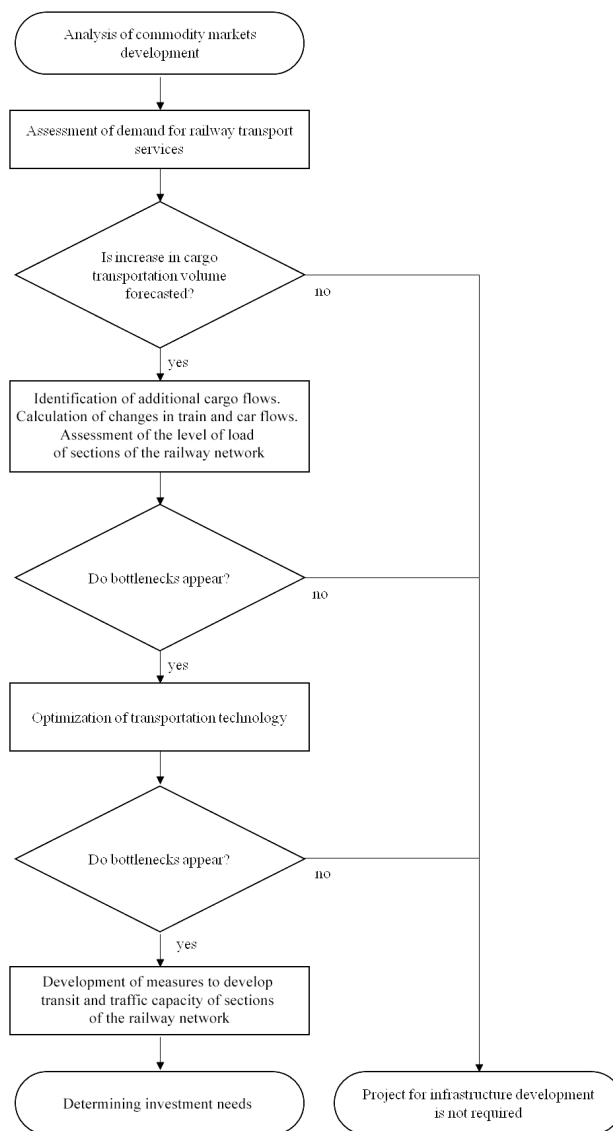 Analysis of commodity markets
development
Assessment of demand for railway transport
services
Is increase in cargo
transportation volume
forecasted?
no
yes
Identification of additional cargo flows.
Calculation of changes in train and car flows.
Assessment of the level of load
of sections of the railway network
Do bottlenecks appear?
no
yes
Optimization of transportation technology
Do bottlenecks appear?
no
yes
Development of measures to develop
transit and traffic capacity of sections
of the railway network
Determining investment needs
Project for infrastructure development
is not required